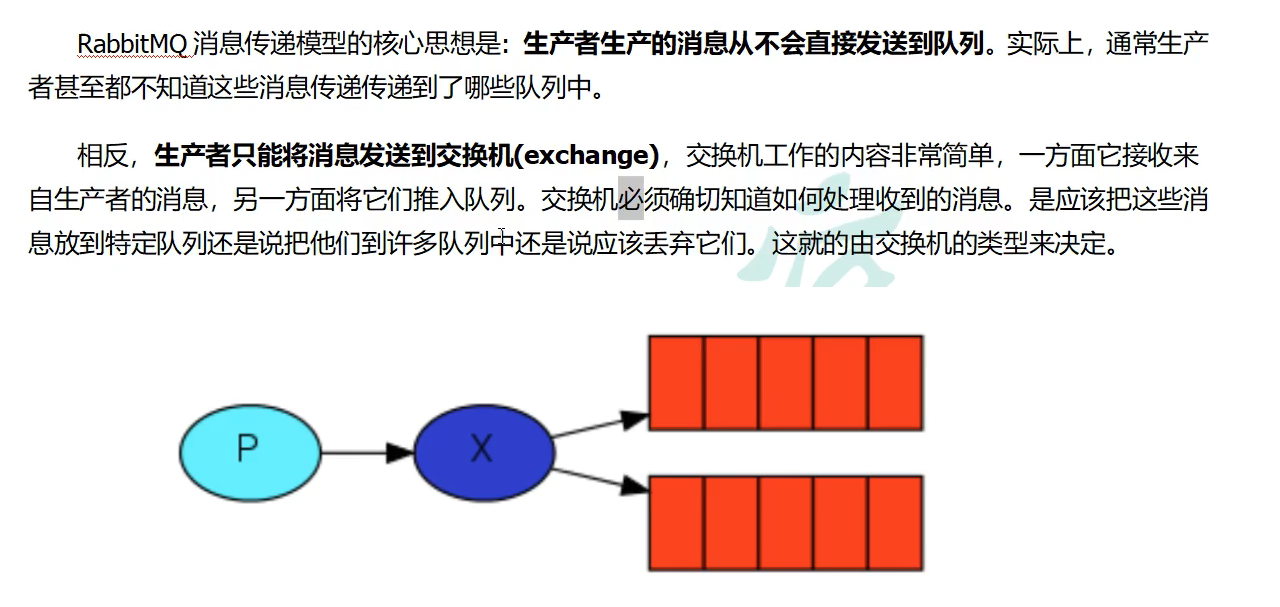 RabbitMQ 消息传递模型的核心思想是: 生产者生产的消息从不会直接发送到队列。实际上，通常生产
者甚至都不知道这些消息传递传递到了哪些队列中。
相反，生产者只能将消息发送到交换机(exchange)，交换机工作的内容非常简单，一方面它接收来
自生产者的消息，另一方面将它们推入队列。交换机必须确切知道如何处理收到的消息。是应该把这些消
息放到特定队列还是说把他们到许多队列中还是说应该丢弃它们。这就的由交换机的类型来决定。
P
X